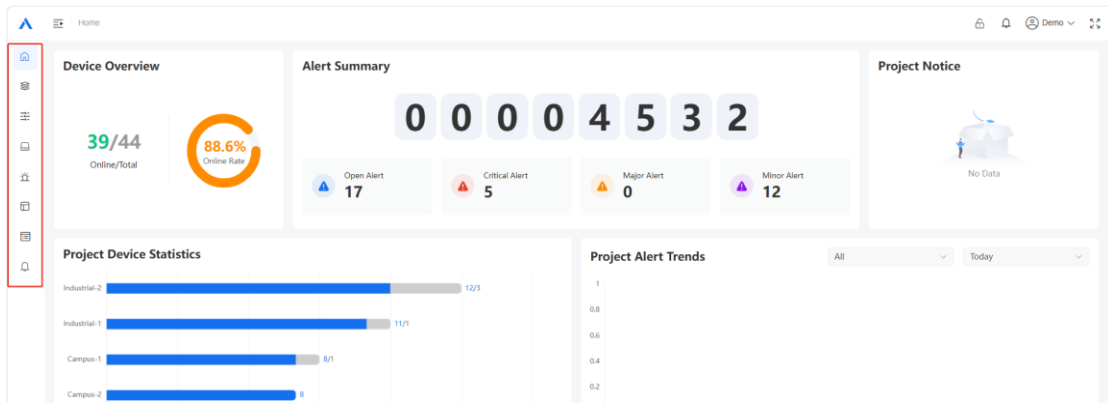 Home
Demo
Device Overview
39/44
Online/Total
88.6%
Online Rate
Alert Summary
0 0 0 0 4 5 3 2
Open Alert
17
Critical Alert
5
Major Alert
0
Minor Alert
12
Project Notice
No Data
Project Device Statistics
Industrial-2
12/3
Industrial-1
11/1
Campus-1
8/1
Campus-2
8
Project Alert Trends
All
Today
1
0.8
0.6
0.4
0.2